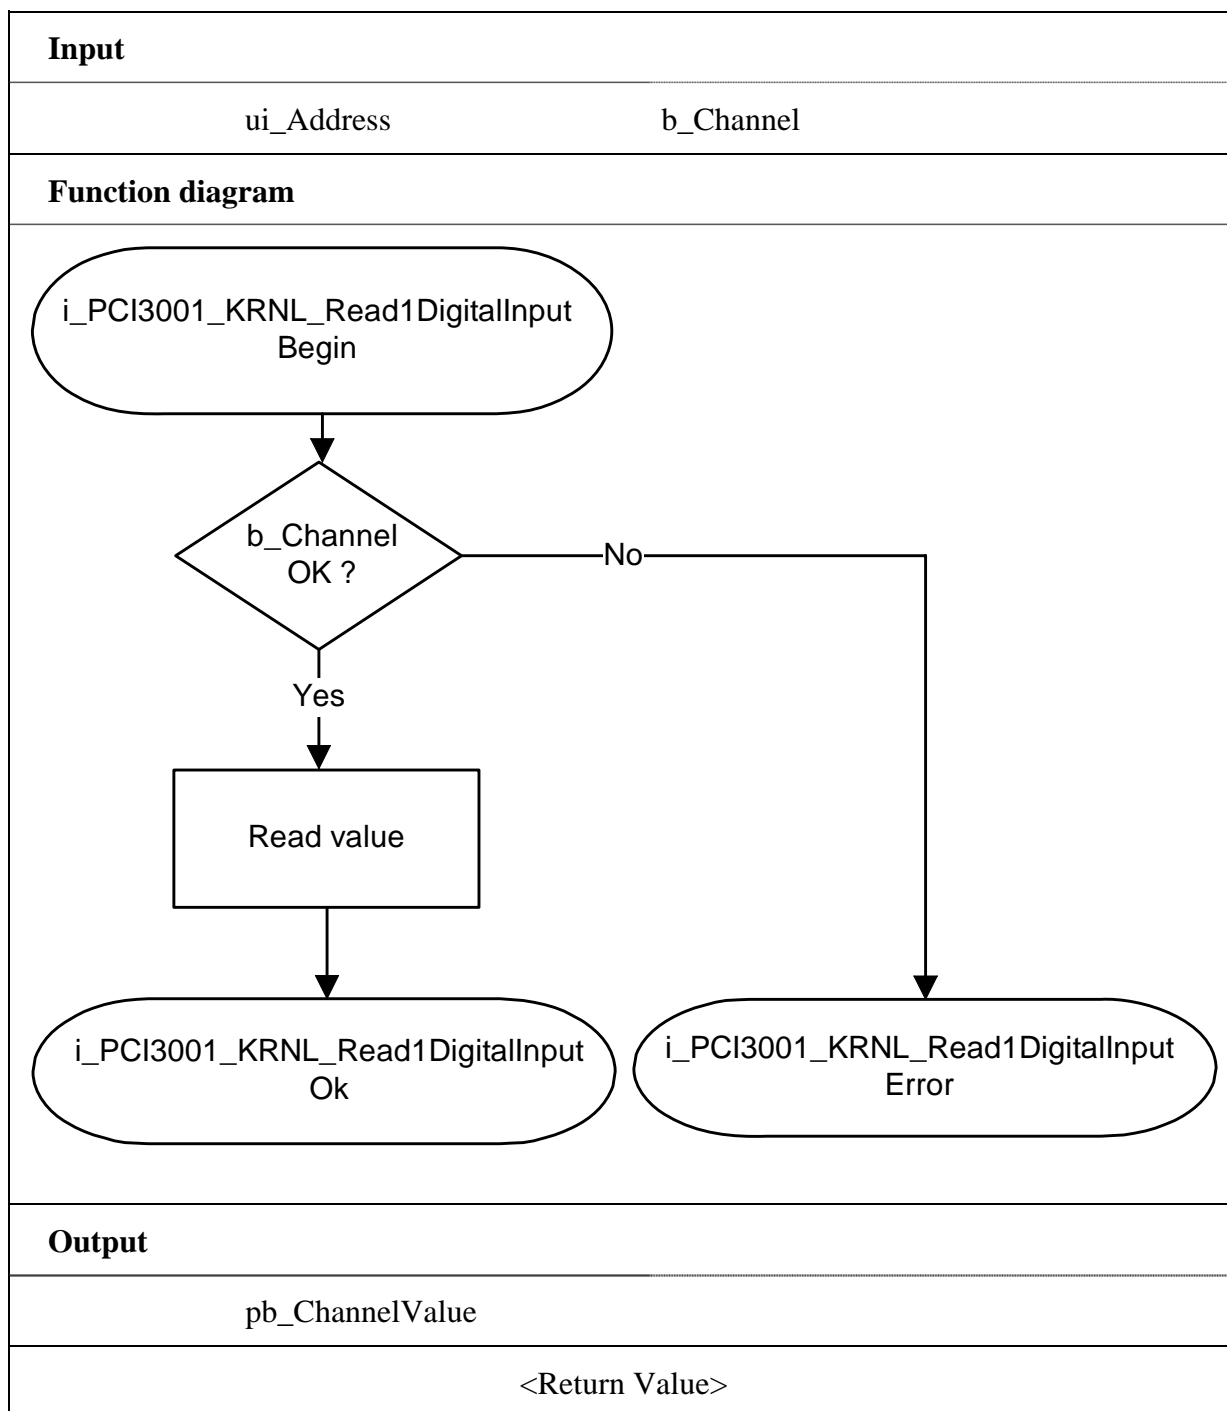 Input
ui_Address b_Channel
Function diagram
i_PCI3001_KRNL_Read1DigitalInput
Begin
b_Channel
OK ?
No
Yes
Read value
i_PCI3001_KRNL_Read1DigitalInput
Ok
i_PCI3001_KRNL_Read1DigitalInput
Error
Output
pb_ChannelValue
<Return Value>